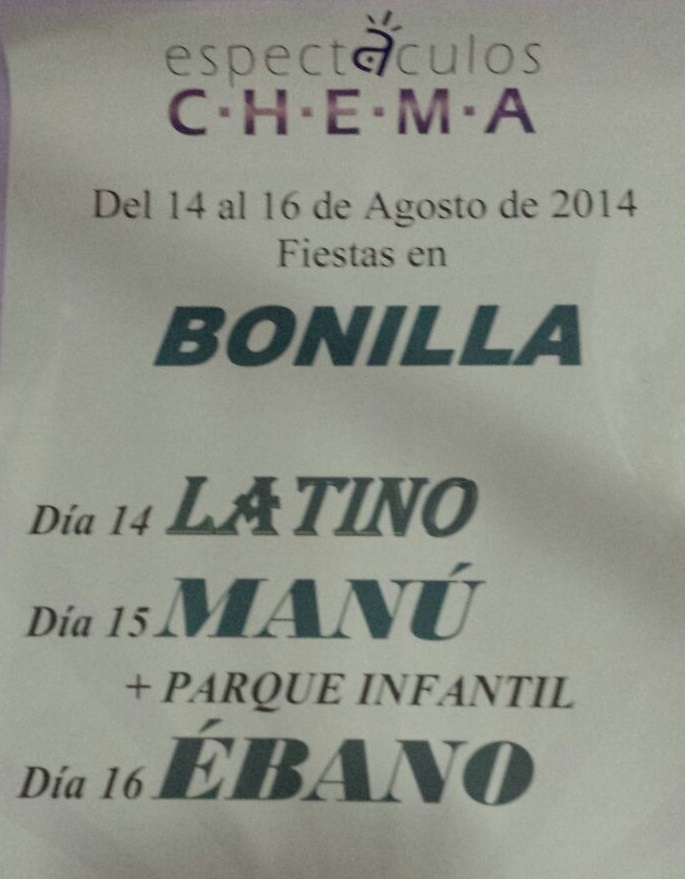 espectáculos
C·H·E·M·A
Del 14 al 16 de Agosto de 2014
Fiestas en
BONILLA
Día 14 LATINO
Día 15 MANÚ
+ PARQUE INFANTIL
Día 16 ÉBANO